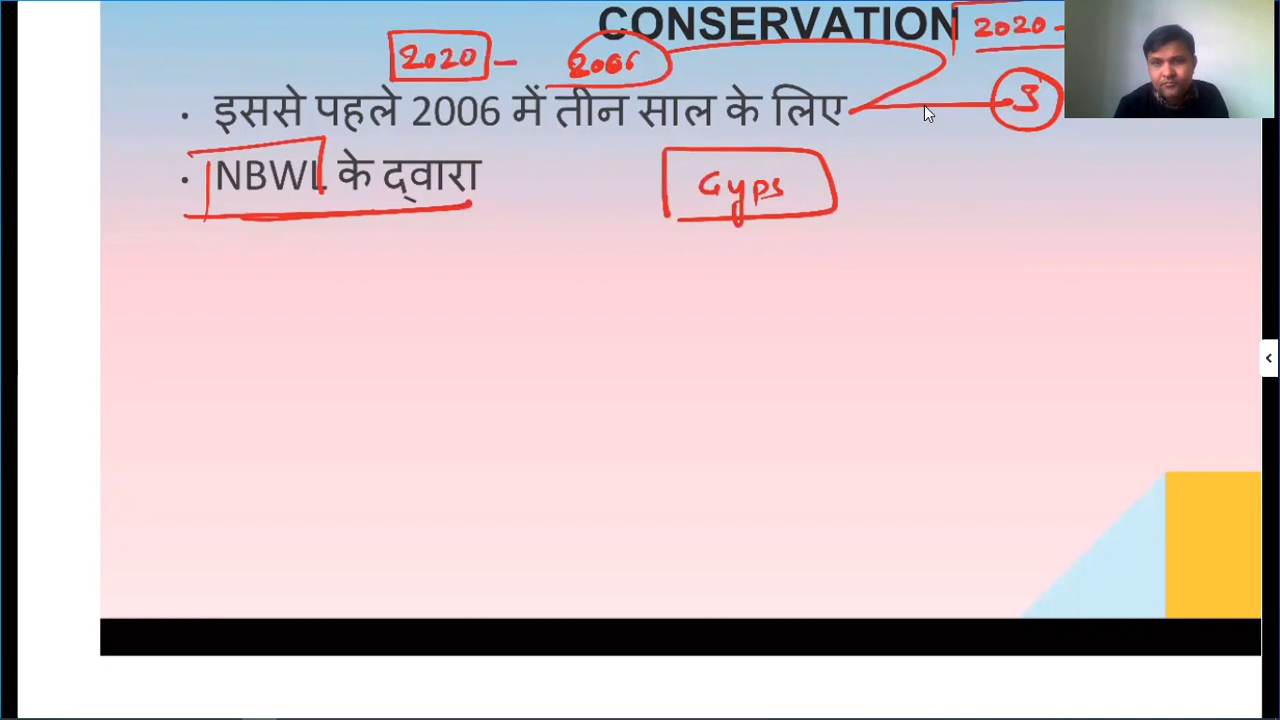 CONSERVATION 2020-
2020 - 2006
• इससे पहले 2006 में तीन साल के लिए 3
• NBWL के द्वारा
Gyps